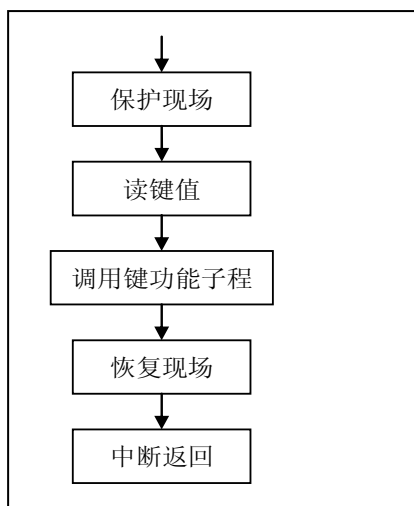 保护现场
读键值
调用键功能子程
恢复现场
中断返回